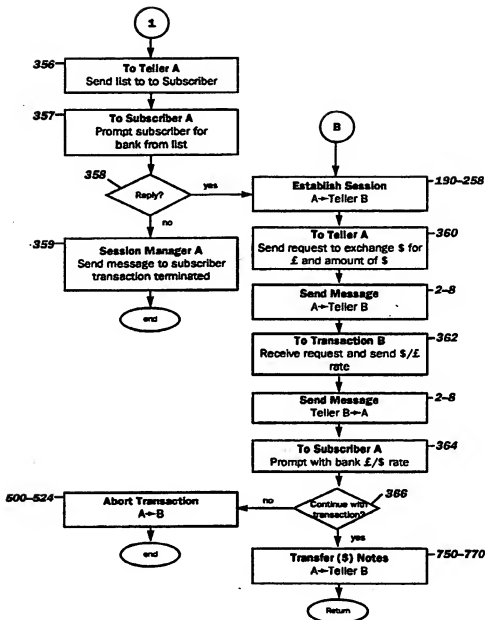 1
356
To Teller A
Send list to to Subscriber
357
To Subscriber A
Prompt subscriber for
bank from list
358
Reply?
yes
no
359
Session Manager A
Send message to subscriber
transaction terminated
end
B
Establish Session
A→Teller B
190–258
To Teller A
Send request to exchange $ for
£ and amount of $
360
Send Message
A→Teller B
2–8
To Transaction B
Receive request and send $/£
rate
362
Send Message
Teller B→A
2–8
To Subscriber A
Prompt with bank £/$ rate
364
366
Continue with
transaction?
no
yes
500–524
Abort Transaction
A→B
end
Transfer ($) Notes
A→Teller B
750–770
Return